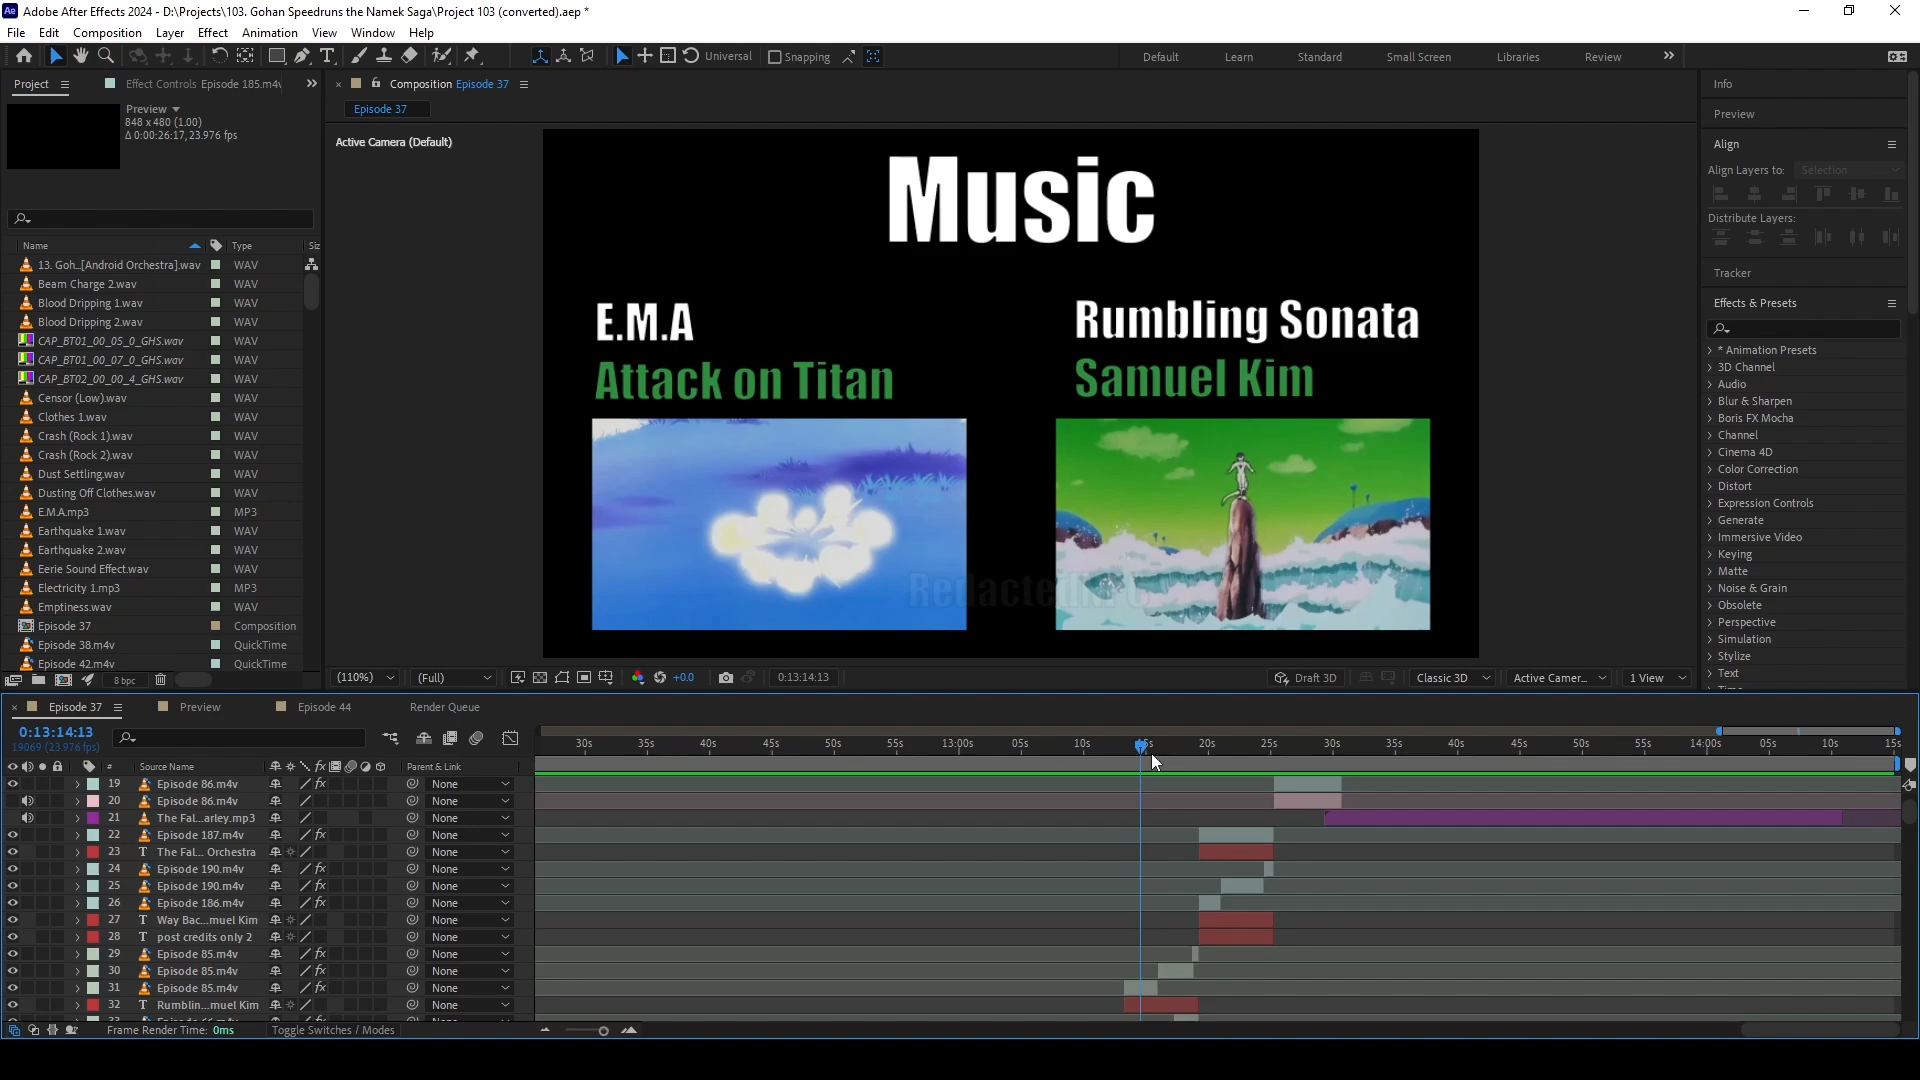 Adobe After Effects 2024 - D:\Projects\103. Gohan Speedruns the Namek Saga\Project 103 (converted).aep *
File Edit Composition Layer Effect Animation View Window Help
Universal Snapping Default Learn Standard Small Screen Libraries Review
Project Effect Controls Episode 185.m4v
Preview
848 x 480 (1.00)
Δ 0:00:26:17, 23.976 fps
Name Type Siz
13. Goh...[Android Orchestra].wav WAV
Beam Charge 2.wav WAV
Blood Dripping 1.wav WAV
Blood Dripping 2.wav WAV
CAP_BT01_00_05_0_GHS.wav WAV
CAP_BT01_00_07_0_GHS.wav WAV
CAP_BT02_00_00_4_GHS.wav WAV
Censor (Low).wav WAV
Clothes 1.wav WAV
Crash (Rock 1).wav WAV
Crash (Rock 2).wav WAV
Dust Settling.wav WAV
Dusting Off Clothes.wav WAV
E.M.A.mp3 MP3
Earthquake 1.wav WAV
Earthquake 2.wav WAV
Eerie Sound Effect.wav WAV
Electricity 1.mp3 MP3
Emptiness.wav WAV
Episode 37 Composition
Episode 38.m4v QuickTime
Episode 42.m4v QuickTime
8 bpc
Composition Episode 37
Episode 37
Active Camera (Default)
Music
E.M.A
Attack on Titan
Rumbling Sonata
Samuel Kim
(110%) (Full) +0.0 0:13:14:13 Draft 3D Classic 3D Active Camer... 1 View
Info
Preview
Align
Align Layers to: Selection
Distribute Layers:
Tracker
Effects & Presets
* Animation Presets
3D Channel
Audio
Blur & Sharpen
Boris FX Mocha
Channel
Cinema 4D
Color Correction
Distort
Expression Controls
Generate
Immersive Video
Keying
Matte
Noise & Grain
Obsolete
Perspective
Simulation
Stylize
Text
Episode 37 Preview Episode 44 Render Queue
0:13:14:13
19069 (23.976 fps)
30s 35s 40s 45s 50s 55s 13:00s 05s 10s 20s 25s 30s 35s 40s 45s 50s 55s 14:00s 05s 10s 15s
# Source Name Parent & Link
19 Episode 86.m4v None
20 Episode 86.m4v None
21 The Fal...arley.mp3 None
22 Episode 187.m4v None
23 The Fal... Orchestra None
24 Episode 190.m4v None
25 Episode 190.m4v None
26 Episode 186.m4v None
27 Way Bac...muel Kim None
28 post credits only 2 None
29 Episode 85.m4v None
30 Episode 85.m4v None
31 Episode 85.m4v None
32 Rumblin...muel Kim None
Frame Render Time: 0ms Toggle Switches / Modes